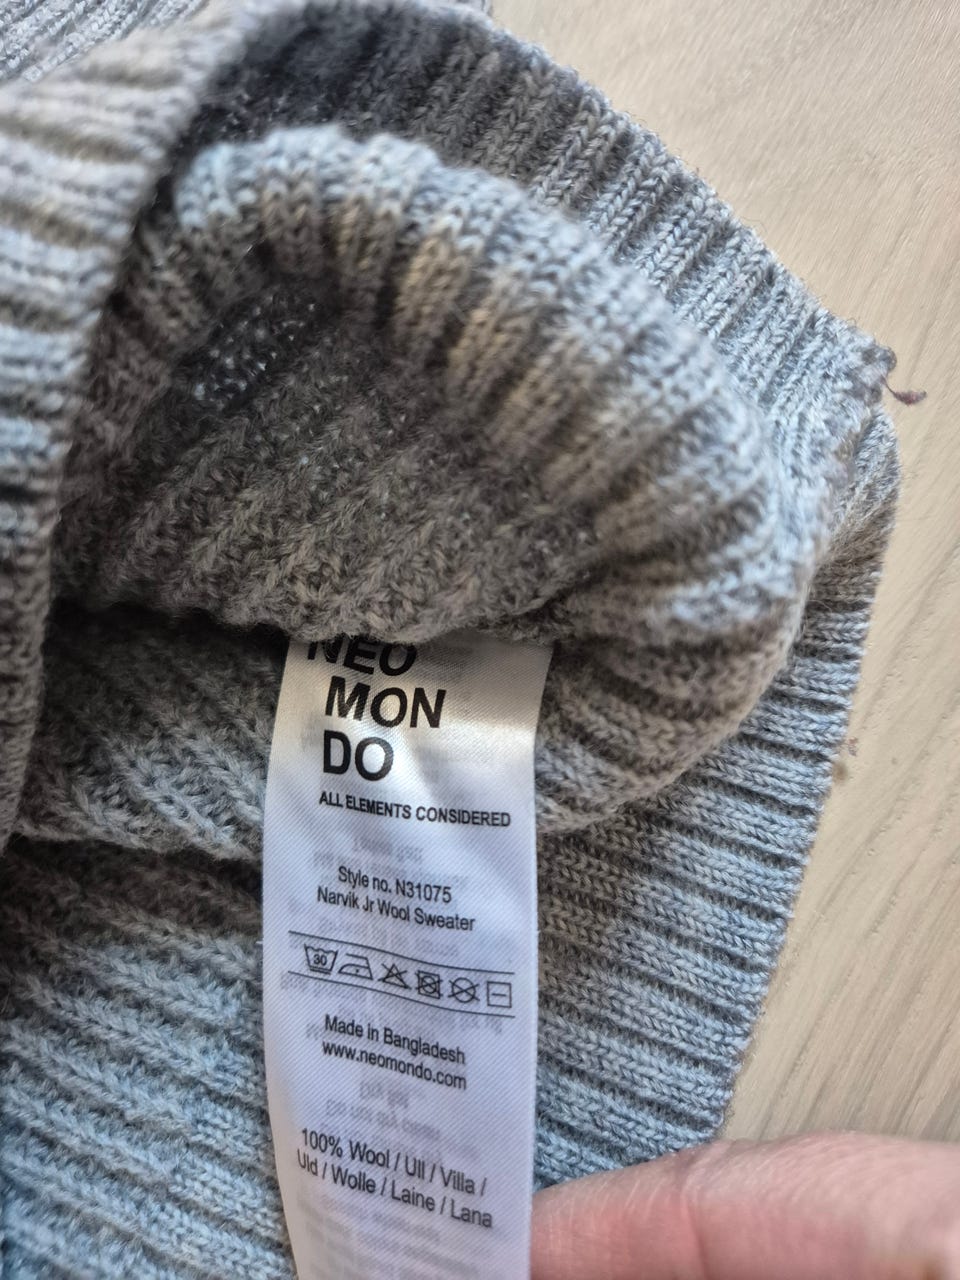 NEO
MON
DO
ALL ELEMENTS CONSIDERED
Style no. N31075
Narvik Jr Wool Sweater
30
Made in Bangladesh
www.neomondo.com
100% Wool / Ull / Villa /
Uld / Wolle / Laine / Lana